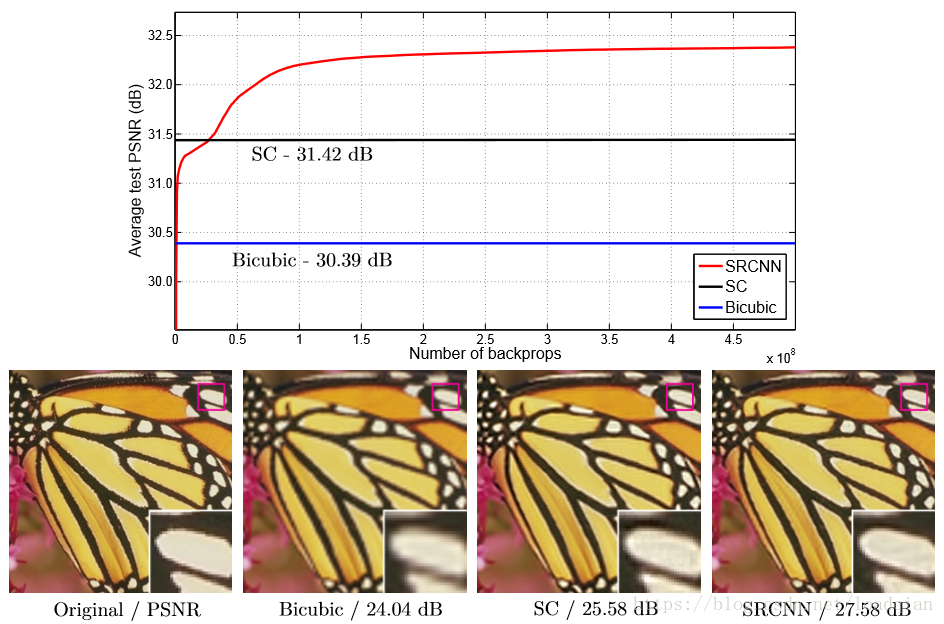 32.5
32.0
31.5
31.0
30.5
30.0
Average test PSNR (dB)
SC - 31.42 dB
Bicubic - 30.39 dB
SRCNN
SC
Bicubic
0 0.5 1 1.5 2 2.5 3 3.5 4 4.5
Number of backprops
x 10⁸
Original / PSNR
Bicubic / 24.04 dB
SC / 25.58 dB
SRCNN / 27.58 dB